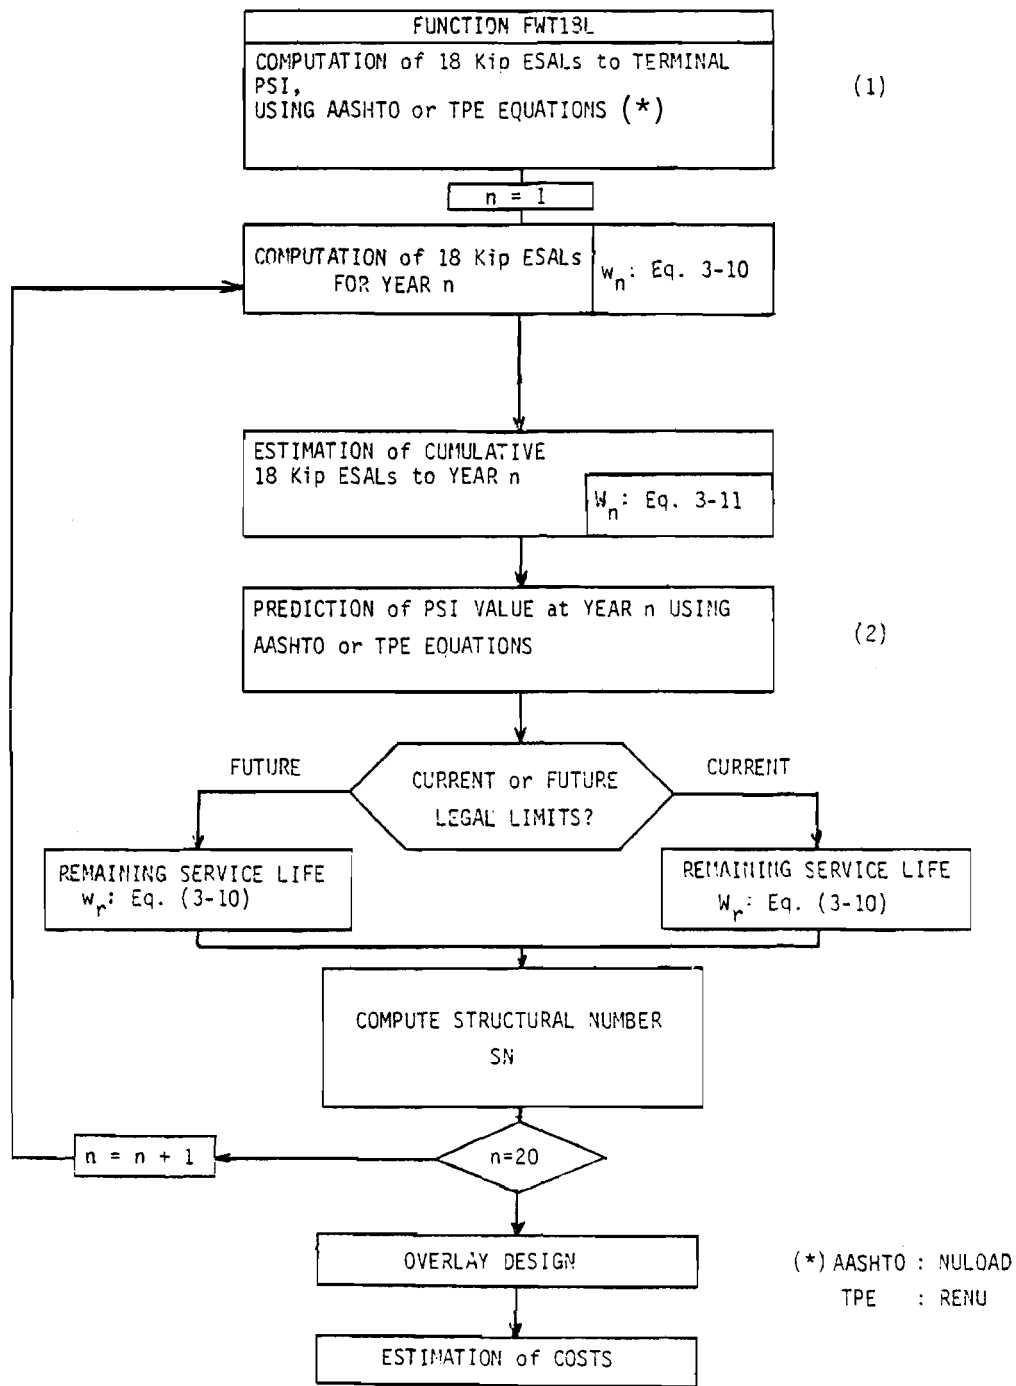 FUNCTION FWT18L
COMPUTATION of 18 Kip ESALs to TERMINAL
PSI,
USING AASHTO or TPE EQUATIONS (*)
(1)
n = 1
COMPUTATION of 18 Kip ESALs
FOR YEAR n
wn: Eq. 3-10
ESTIMATION of CUMULATIVE
18 Kip ESALs to YEAR n
Wn: Eq. 3-11
PREDICTION of PSI VALUE at YEAR n USING
AASHTO or TPE EQUATIONS
(2)
FUTURE
CURRENT or FUTURE
LEGAL LIMITS?
CURRENT
REMAINING SERVICE LIFE
wr: Eq. (3-10)
REMAINING SERVICE LIFE
Wr: Eq. (3-10)
COMPUTE STRUCTURAL NUMBER
SN
n = n + 1
n=20
OVERLAY DESIGN
(*) AASHTO : NULOAD
TPE : RENU
ESTIMATION of COSTS